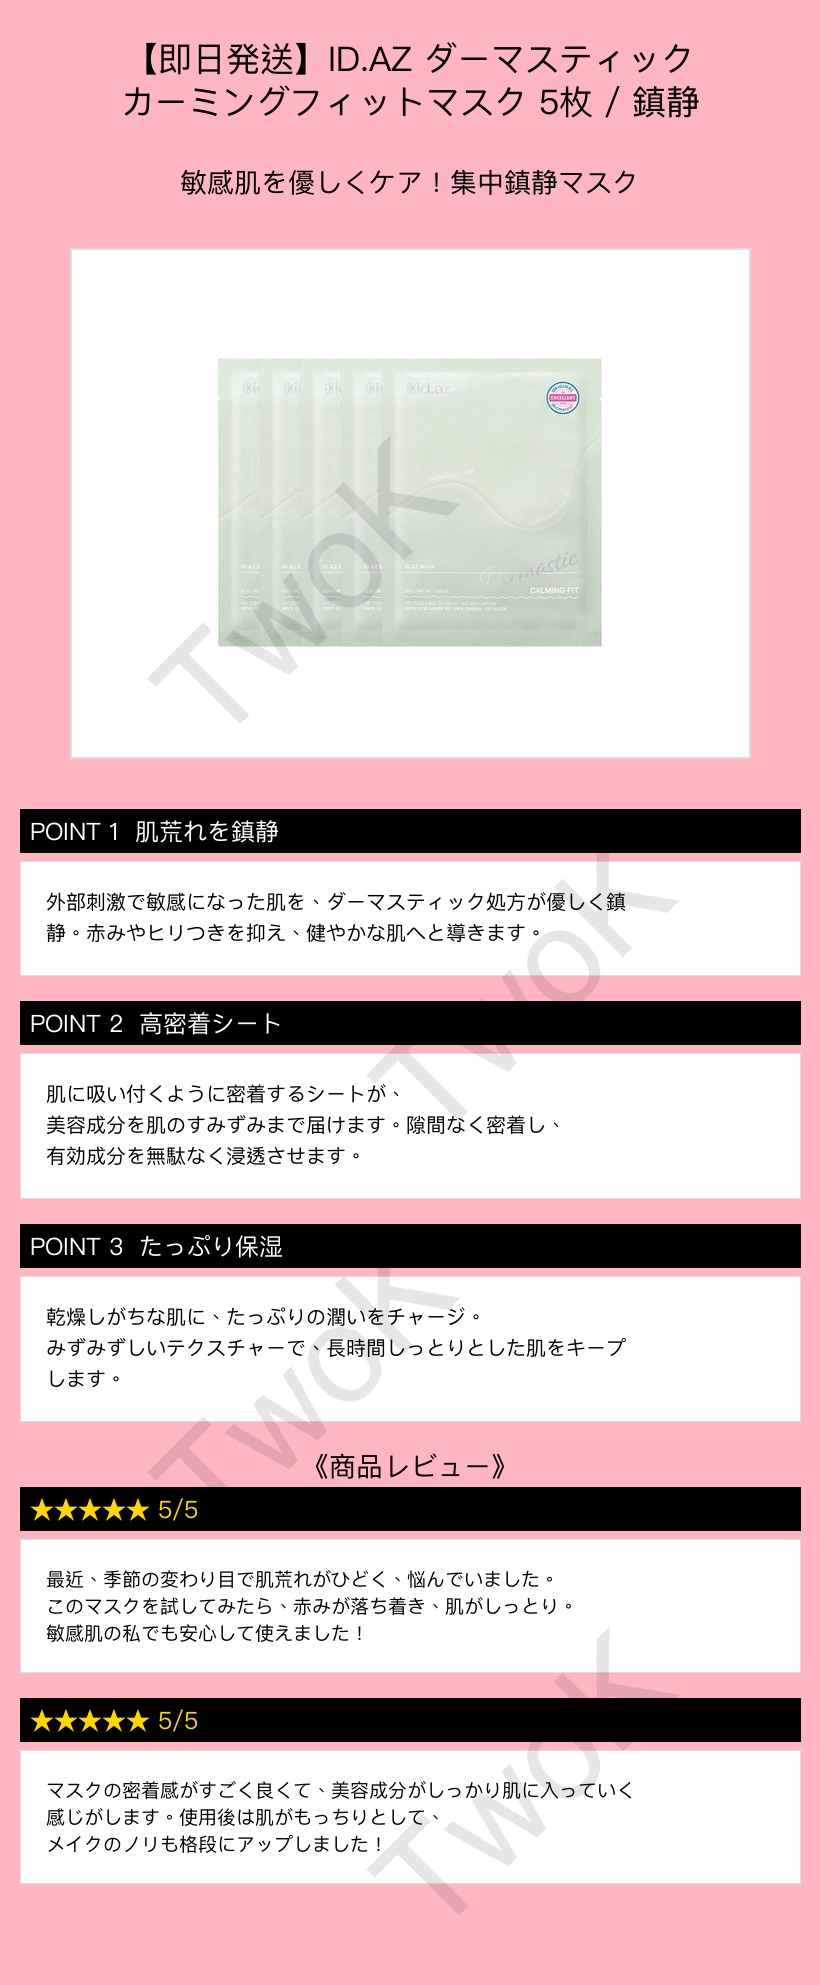 【即日発送】ID.AZ ダーマスティック
カーミングフィットマスク 5枚 / 鎮静
敏感肌を優しくケア！集中鎮静マスク
id.az
ORIGINAL
EXCELLENT
Dermastic
ID.AZ MASK
CALMING-FIT
TwoK
POINT 1 肌荒れを鎮静
外部刺激で敏感になった肌を、ダーマスティック処方が優しく鎮
静。赤みやヒリつきを抑え、健やかな肌へと導きます。
TwoK
POINT 2 高密着シート
肌に吸い付くように密着するシートが、
美容成分を肌のすみずみまで届けます。隙間なく密着し、
有効成分を無駄なく浸透させます。
POINT 3 たっぷり保湿
乾燥しがちな肌に、たっぷりの潤いをチャージ。
みずみずしいテクスチャーで、長時間しっとりとした肌をキープ
します。
TwoK
《商品レビュー》
★★★★★ 5/5
最近、季節の変わり目で肌荒れがひどく、悩んでいました。
このマスクを試してみたら、赤みが落ち着き、肌がしっとり。
敏感肌の私でも安心して使えました！
★★★★★ 5/5
マスクの密着感がすごく良くて、美容成分がしっかり肌に入っていく
感じがします。使用後は肌がもっちりとして、
メイクのノリも格段にアップしました！
TwoK